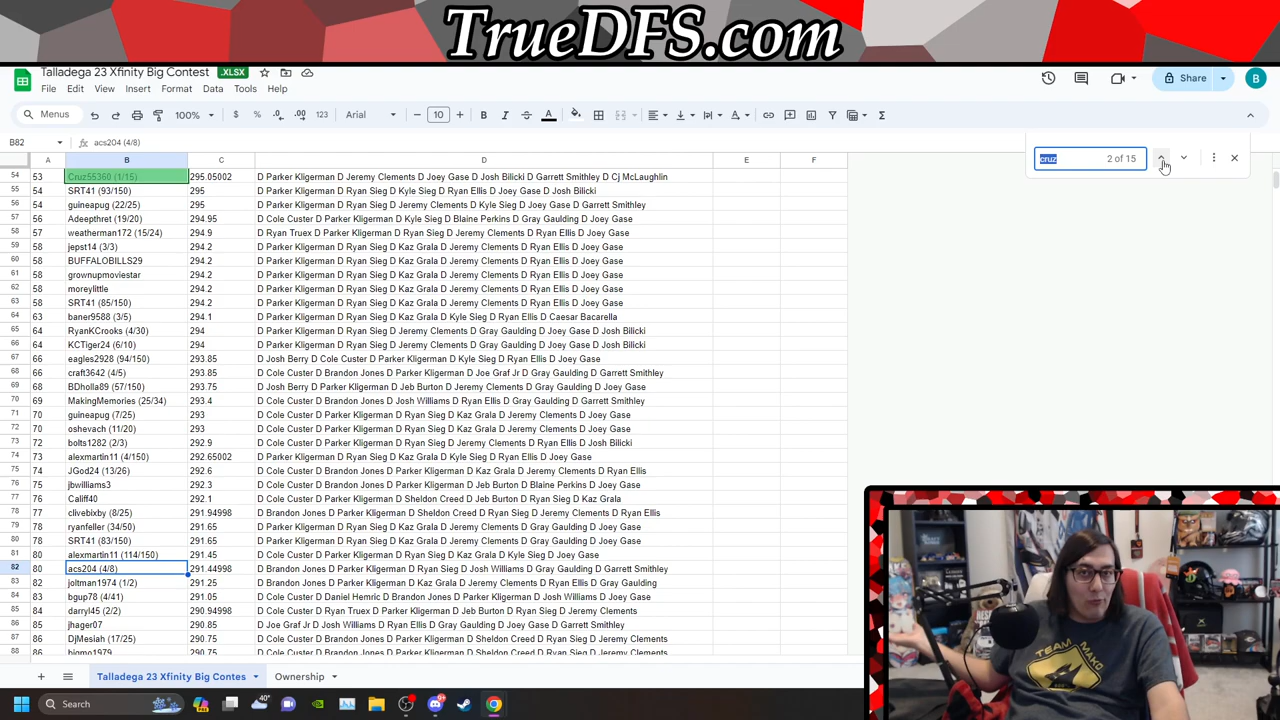 TrueDFS.com
Talladega 23 Xfinity Big Contest .XLSX
File Edit View Insert Format Data Tools Help
Share B
Menus 100% $ % .0 .00 123 Arial 10 B I A
B82 acs204 (4/8)
cruz 2 of 15
A B C D E F
54 53 Cruz55360 (1/15) 295.05002 D Parker Kligerman D Jeremy Clements D Joey Gase D Josh Bilicki D Garrett Smithley D Cj McLaughlin
55 54 SRT41 (93/150) 295 D Parker Kligerman D Ryan Sieg D Kyle Sieg D Ryan Ellis D Joey Gase D Josh Bilicki
56 54 guineapug (22/25) 295 D Parker Kligerman D Ryan Sieg D Jeremy Clements D Kyle Sieg D Joey Gase D Garrett Smithley
57 56 Adeepthret (19/20) 294.95 D Cole Custer D Parker Kligerman D Kyle Sieg D Blaine Perkins D Gray Gaulding D Joey Gase
58 57 weatherman172 (15/24) 294.9 D Ryan Truex D Parker Kligerman D Ryan Sieg D Jeremy Clements D Ryan Ellis D Joey Gase
59 58 jepst14 (3/3) 294.2 D Parker Kligerman D Ryan Sieg D Kaz Grala D Jeremy Clements D Ryan Ellis D Joey Gase
60 58 BUFFALOBILLS29 294.2 D Parker Kligerman D Ryan Sieg D Kaz Grala D Jeremy Clements D Ryan Ellis D Joey Gase
61 58 grownupmoviestar 294.2 D Parker Kligerman D Ryan Sieg D Kaz Grala D Jeremy Clements D Ryan Ellis D Joey Gase
62 58 moreylittle 294.2 D Parker Kligerman D Ryan Sieg D Kaz Grala D Jeremy Clements D Ryan Ellis D Joey Gase
63 58 SRT41 (85/150) 294.2 D Parker Kligerman D Ryan Sieg D Kaz Grala D Jeremy Clements D Ryan Ellis D Joey Gase
64 63 baner9588 (3/5) 294.1 D Parker Kligerman D Ryan Sieg D Kaz Grala D Kyle Sieg D Ryan Ellis D Caesar Bacarella
65 64 RyanKCrooks (4/30) 294 D Parker Kligerman D Ryan Sieg D Jeremy Clements D Gray Gaulding D Joey Gase D Josh Bilicki
66 64 KCTiger24 (6/10) 294 D Parker Kligerman D Ryan Sieg D Jeremy Clements D Gray Gaulding D Joey Gase D Josh Bilicki
67 66 eagles2928 (94/150) 293.85 D Josh Berry D Cole Custer D Parker Kligerman D Kyle Sieg D Ryan Ellis D Joey Gase
68 66 craft3642 (4/5) 293.85 D Cole Custer D Brandon Jones D Parker Kligerman D Joe Graf Jr D Gray Gaulding D Garrett Smithley
69 68 BDholla89 (57/150) 293.75 D Josh Berry D Parker Kligerman D Jeb Burton D Jeremy Clements D Gray Gaulding D Joey Gase
70 69 MakingMemories (25/34) 293.4 D Cole Custer D Brandon Jones D Josh Williams D Ryan Ellis D Gray Gaulding D Garrett Smithley
71 70 guineapug (7/25) 293 D Cole Custer D Parker Kligerman D Ryan Sieg D Kaz Grala D Jeremy Clements D Joey Gase
72 70 oshevach (11/20) 293 D Cole Custer D Parker Kligerman D Ryan Sieg D Kaz Grala D Jeremy Clements D Joey Gase
73 72 bolts1282 (2/3) 292.9 D Cole Custer D Parker Kligerman D Ryan Sieg D Jeremy Clements D Ryan Ellis D Josh Bilicki
74 73 alexmartin11 (4/150) 292.65002 D Cole Custer D Parker Kligerman D Kaz Grala D Kyle Sieg D Ryan Ellis D Joey Gase
75 74 JGod24 (13/26) 292.6 D Cole Custer D Brandon Jones D Parker Kligerman D Kaz Grala D Jeremy Clements D Ryan Ellis
76 75 jbwilliams3 292.3 D Cole Custer D Brandon Jones D Parker Kligerman D Jeb Burton D Blaine Perkins D Joey Gase
77 76 Califf40 292.1 D Cole Custer D Parker Kligerman D Sheldon Creed D Jeb Burton D Ryan Sieg D Kaz Grala
78 77 clivebixby (8/25) 291.94998 D Brandon Jones D Sheldon Creed D Jeb Burton D Ryan Sieg D Jeremy Clements D Ryan Ellis
79 78 ryanfeller (34/50) 291.65 D Cole Custer D Parker Kligerman D Ryan Sieg D Jeremy Clements D Gray Gaulding D Joey Gase
80 78 SRT41 (83/150) 291.65 D Cole Custer D Parker Kligerman D Ryan Sieg D Jeremy Clements D Gray Gaulding D Joey Gase
81 80 alexmartin11 (114/150) 291.45 D Cole Custer D Parker Kligerman D Ryan Sieg D Kaz Grala D Kyle Sieg D Joey Gase
82 80 acs204 (4/8) 291.44998 D Brandon Jones D Parker Kligerman D Ryan Sieg D Kaz Grala D Gray Gaulding D Garrett Smithley
83 82 joltman1974 (1/2) 291.25 D Brandon Jones D Parker Kligerman D Kaz Grala D Jeremy Clements D Ryan Ellis D Gray Gaulding
84 83 bgup78 (4/41) 291.05 D Cole Custer D Daniel Hemric D Brandon Jones D Parker Kligerman D Josh Williams D Joey Gase
85 84 darryl45 (2/2) 290.94998 D Cole Custer D Ryan Truex D Parker Kligerman D Jeb Burton D Ryan Sieg D Jeremy Clements
86 85 jhager07 290.85 D Joe Graf Jr D Josh Williams D Ryan Ellis D Gray Gaulding D Joey Gase D Garrett Smithley
87 86 DjMesiah (17/25) 290.75 D Cole Custer D Brandon Jones D Parker Kligerman D Sheldon Creed D Ryan Sieg D Jeremy Clements
88 86 bigmo1979 290.75 D Cole Custer D Brandon Jones D Parker Kligerman D Sheldon Creed D Ryan Sieg D Jeremy Clements
Talladega 23 Xfinity Big Contes Ownership
Search 40°
TEAM MAKO